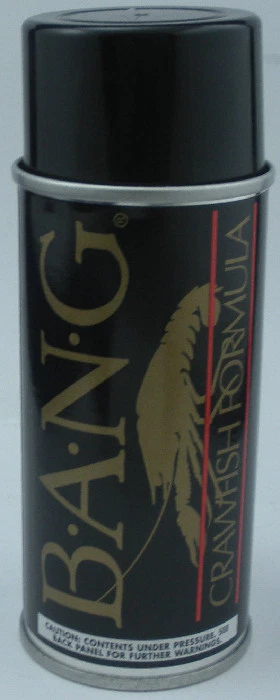 B·A·N·G®
CRAWFISH FORMULA
CAUTION: CONTENTS UNDER PRESSURE. SEE
BACK PANEL FOR FURTHER WARNINGS.